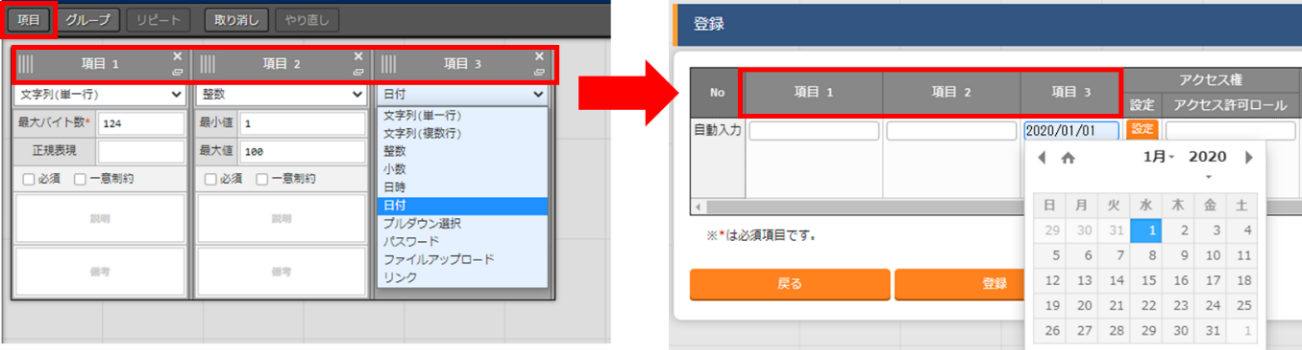 項目 グループ リピート 取り消し やり直し
項目 1 × 項目 2 × 項目 3 ×
文字列(単一行) 整数 日付
最大バイト数* 124
正規表現
必須 一意制約
説明
備考
最小値 1
最大値 100
必須 一意制約
説明
備考
文字列(単一行)
文字列(複数行)
整数
小数
日時
日付
プルダウン選択
パスワード
ファイルアップロード
リンク
登録
No 項目 1 項目 2 項目 3 アクセス権
設定 アクセス許可ロール
自動入力 2020/01/01 設定
1月 2020
日 月 火 水 木 金 土
29 30 31 1 2 3 4
5 6 7 8 9 10 11
12 13 14 15 16 17 18
19 20 21 22 23 24 25
26 27 28 29 30 31 1
※*は必須項目です。
戻る 登録